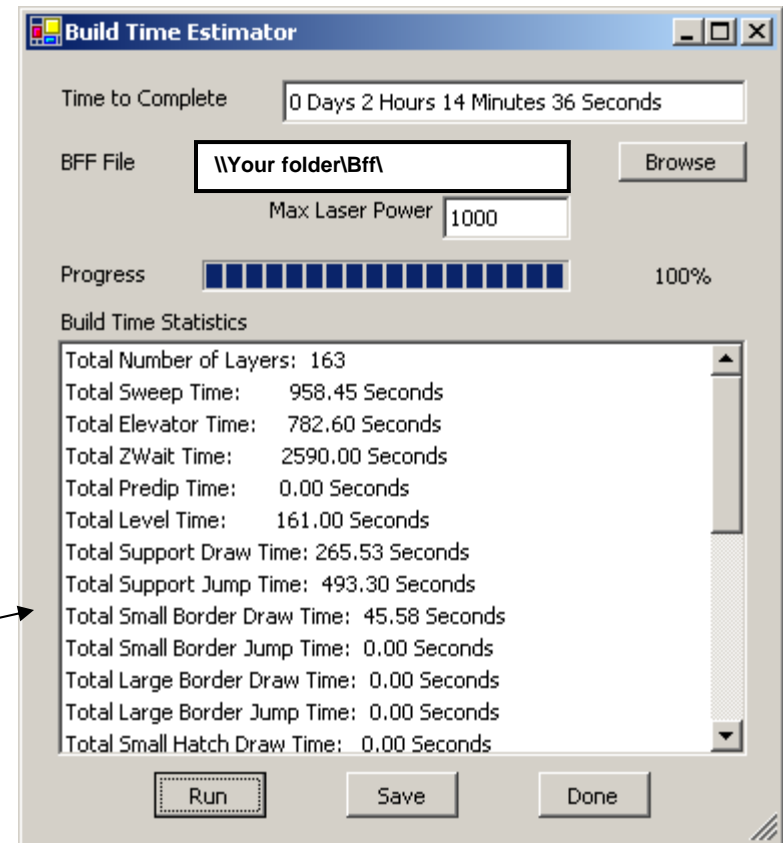 Build Time Estimator
Time to Complete 0 Days 2 Hours 14 Minutes 36 Seconds
BFF File \\Your folder\Bff\ Browse
Max Laser Power 1000
Progress 100%
Build Time Statistics
Total Number of Layers: 163
Total Sweep Time: 958.45 Seconds
Total Elevator Time: 782.60 Seconds
Total ZWait Time: 2590.00 Seconds
Total Predip Time: 0.00 Seconds
Total Level Time: 161.00 Seconds
Total Support Draw Time: 265.53 Seconds
Total Support Jump Time: 493.30 Seconds
Total Small Border Draw Time: 45.58 Seconds
Total Small Border Jump Time: 0.00 Seconds
Total Large Border Draw Time: 0.00 Seconds
Total Large Border Jump Time: 0.00 Seconds
Total Small Hatch Draw Time: 0.00 Seconds
Run Save Done